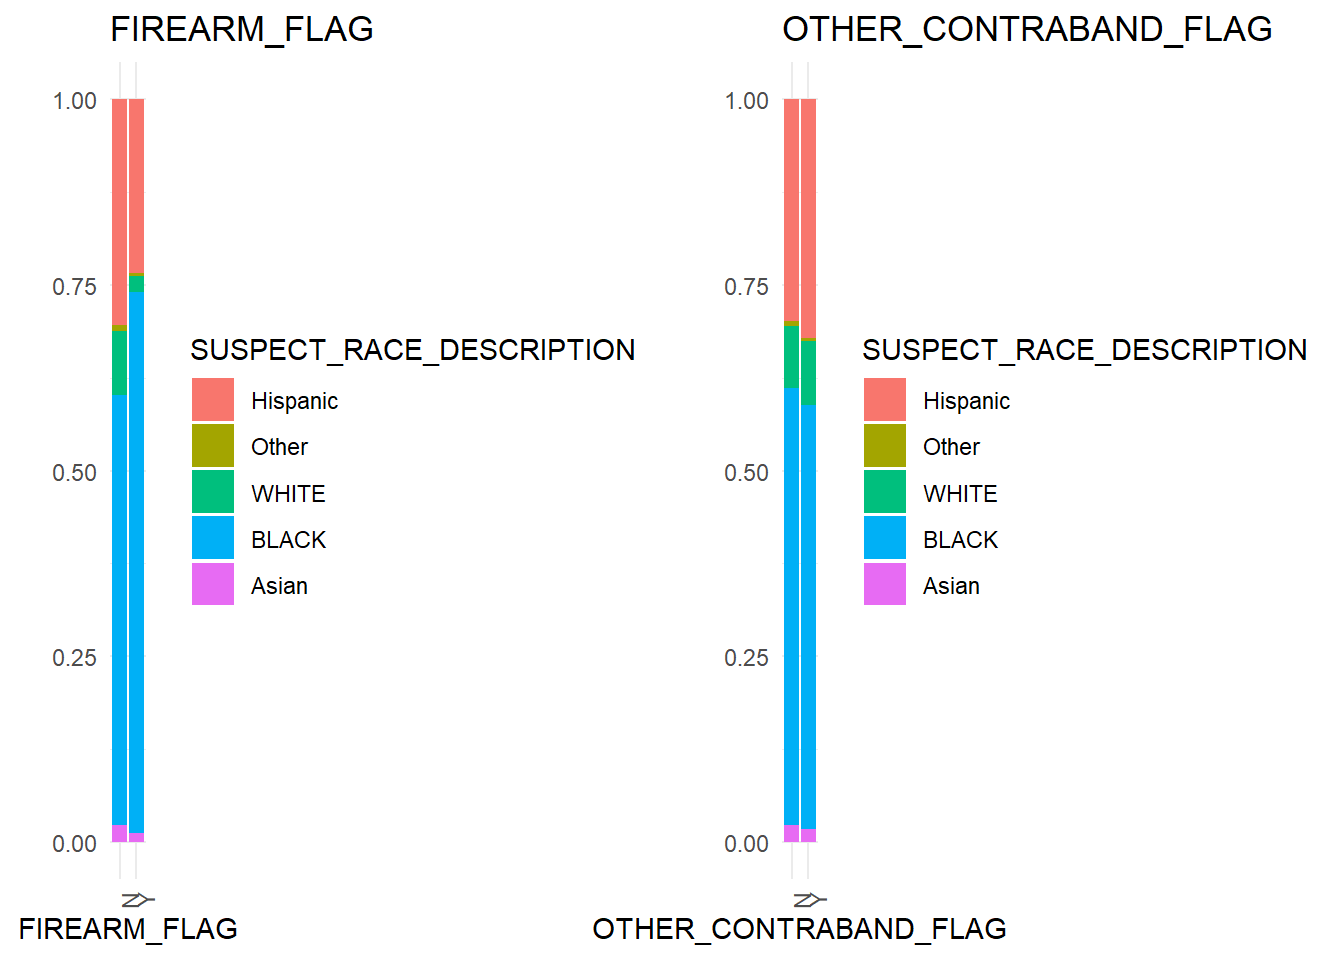 FIREARM_FLAG
1.00
0.75
0.50
0.25
0.00
N
Y
FIREARM_FLAG
SUSPECT_RACE_DESCRIPTION
Hispanic
Other
WHITE
BLACK
Asian
OTHER_CONTRABAND_FLAG
1.00
0.75
0.50
0.25
0.00
N
Y
OTHER_CONTRABAND_FLAG
SUSPECT_RACE_DESCRIPTION
Hispanic
Other
WHITE
BLACK
Asian